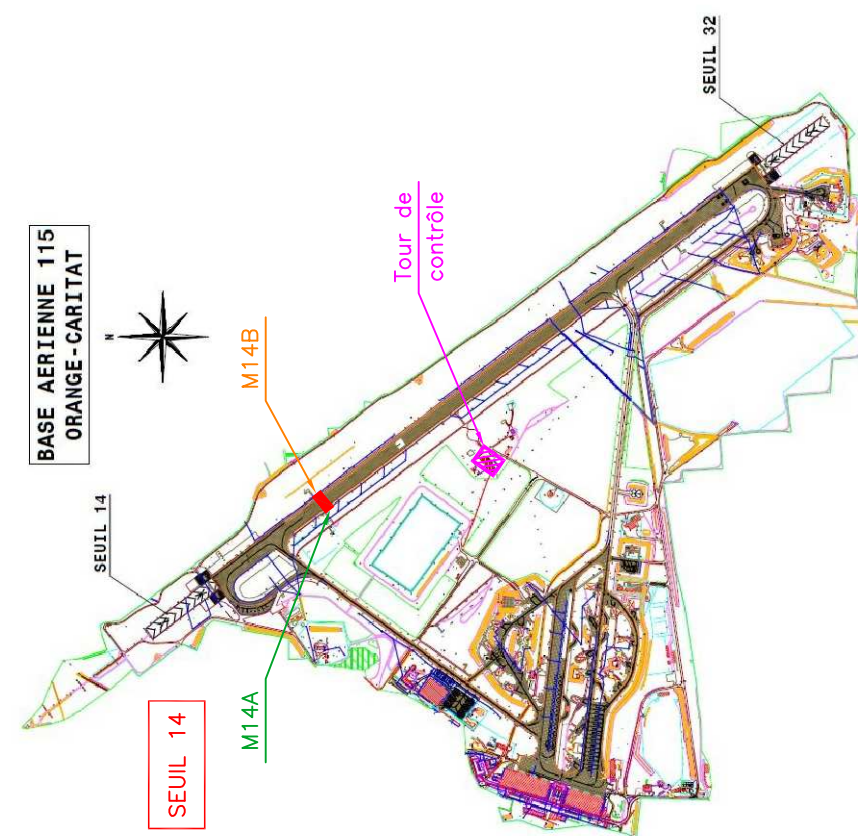 BASE AERIENNE 115
ORANGE-CARITAT
N
SEUIL 14
SEUIL 32
M14B
Tour de
contrôle
M14A
SEUIL 14